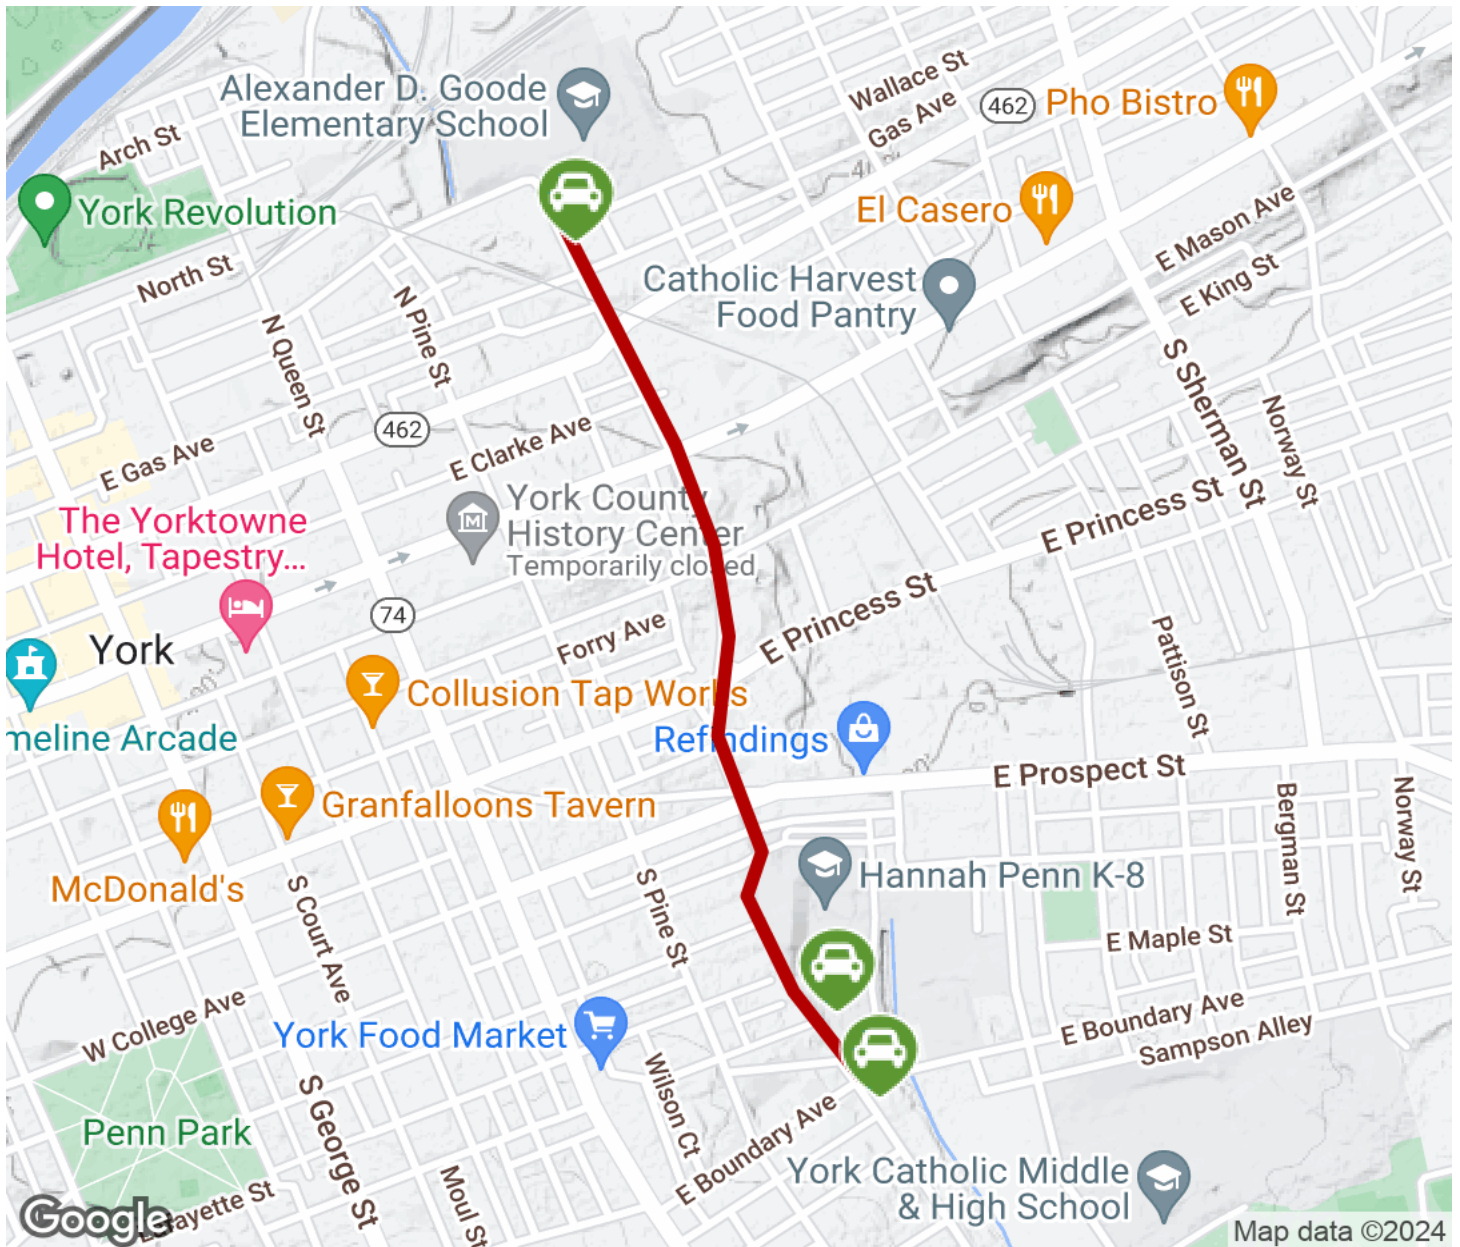 Wallace St
Alexander D. Goode
Elementary School
462
Pho Bistro
Gas Ave
Arch St
York Revolution
El Casero
E Mason Ave
North St
Catholic Harvest
Food Pantry
E King St
N Pine St
N Queen St
S Sherman St
Norway St
462
E Clarke Ave
E Gas Ave
York County
History Center
Temporarily closed
The Yorktowne
Hotel, Tapestry...
E Princess St
74
E Princess St
Forry Ave
York
Pattison St
Collusion Tap Works
meline Arcade
Refindings
E Prospect St
Granfalloons Tavern
Bergman St
Norway St
McDonald's
S Court Ave
S Pine St
Hannah Penn K-8
E Maple St
W College Ave
York Food Market
E Boundary Ave
Sampson Alley
Wilson Ct
S George St
Penn Park
E Boundary Ave
York Catholic Middle
& High School
Moul St
Lafayette St
Google
Map data ©2024